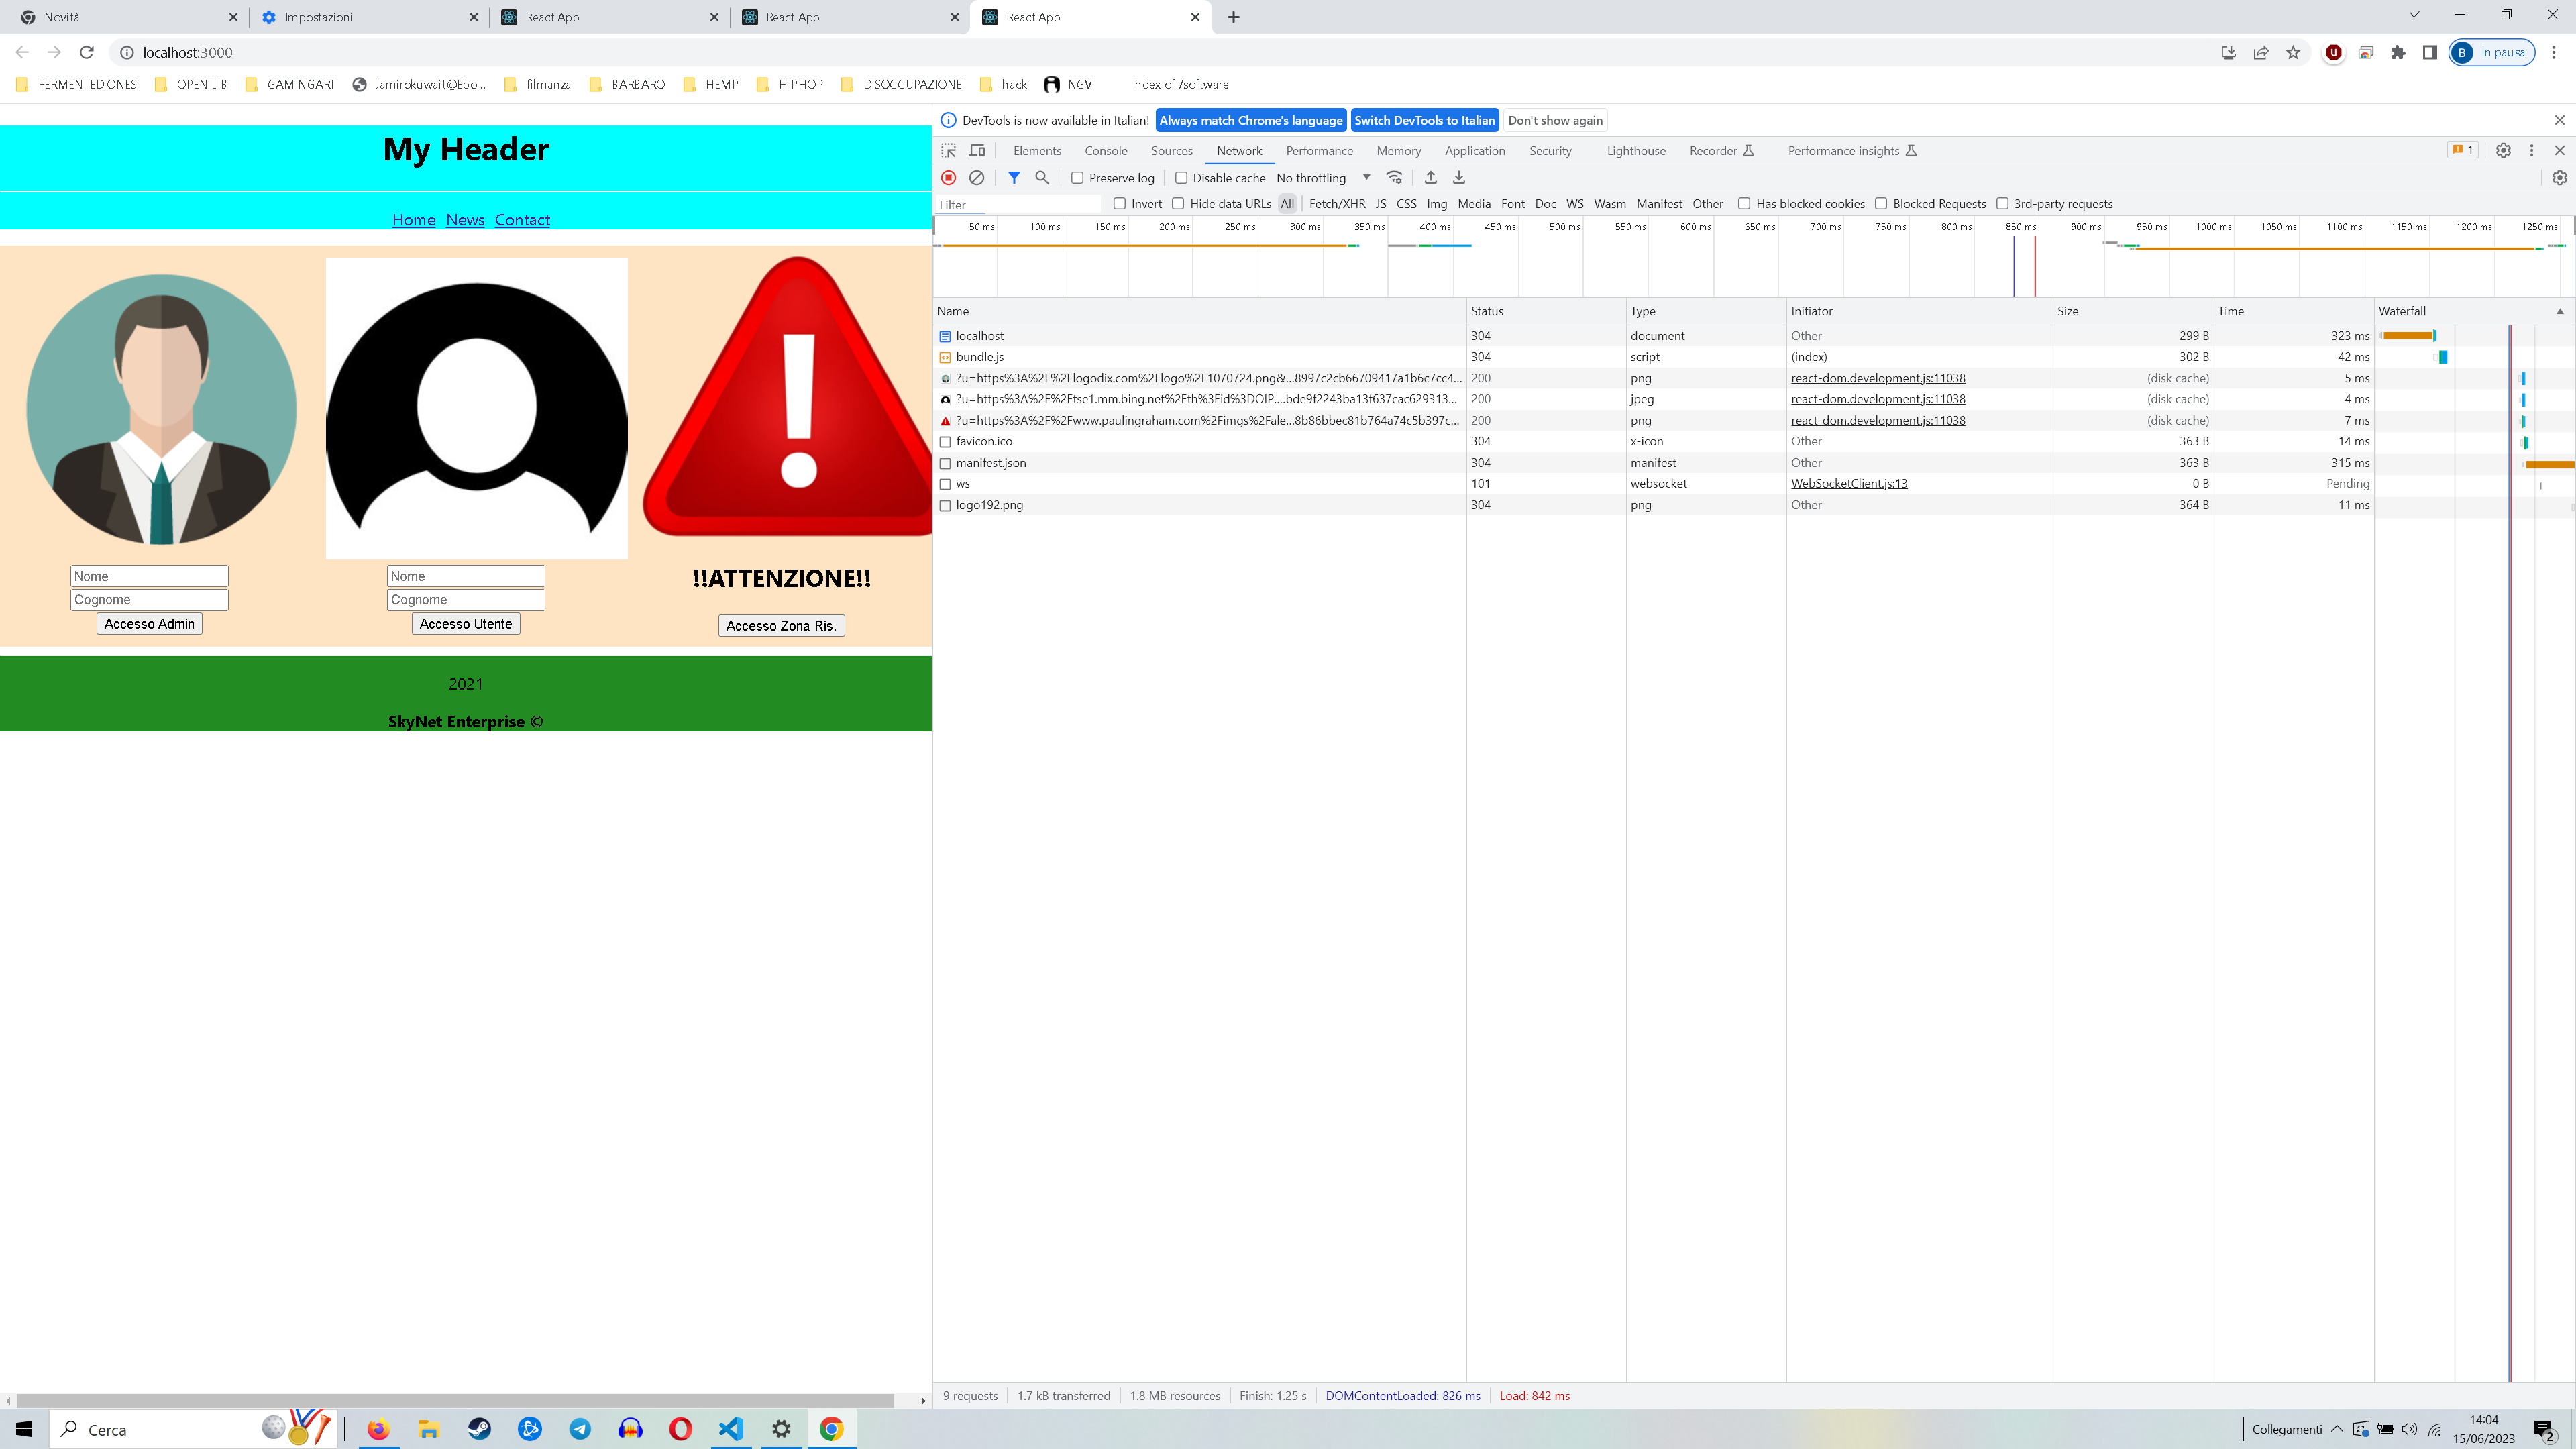 Novità
Impostazioni
React App
React App
React App
localhost:3000
In pausa
B
FERMENTED ONES
OPEN LIB
GAMINGART
Jamirokuwait@Ebo...
filmanza
BARBARO
HEMP
HIPHOP
DISOCCUPAZIONE
hack
NGV
Index of /software
My Header
Home News Contact
Nome
Cognome
Accesso Admin
Nome
Cognome
Accesso Utente
!!ATTENZIONE!!
Accesso Zona Ris.
2021
SkyNet Enterprise ©
DevTools is now available in Italian! Always match Chrome's language Switch DevTools to Italian Don't show again
Elements Console Sources Network Performance Memory Application Security Lighthouse Recorder Performance insights 1
Preserve log Disable cache No throttling
Filter Invert Hide data URLs All Fetch/XHR JS CSS Img Media Font Doc WS Wasm Manifest Other Has blocked cookies Blocked Requests 3rd-party requests
50 ms 100 ms 150 ms 200 ms 250 ms 300 ms 350 ms 400 ms 450 ms 500 ms 550 ms 600 ms 650 ms 700 ms 750 ms 800 ms 850 ms 900 ms 950 ms 1000 ms 1050 ms 1100 ms 1150 ms 1200 ms 1250 ms
Name Status Type Initiator Size Time Waterfall
localhost 304 document Other 299 B 323 ms
bundle.js 304 script (index) 302 B 42 ms
?u=https%3A%2F%2Flogodix.com%2Flogo%2F1070724.png&...8997c2cb66709417a1b6c7cc4... 200 png react-dom.development.js:11038 (disk cache) 5 ms
?u=https%3A%2F%2Ftse1.mm.bing.net%2Fth%3Fid%3DOIP....bde9f2243ba13f637cac629313... 200 jpeg react-dom.development.js:11038 (disk cache) 4 ms
?u=https%3A%2F%2Fwww.paulingraham.com%2Fimgs%2Fale...8b86bbec81b764a74c5b397c... 200 png react-dom.development.js:11038 (disk cache) 7 ms
favicon.ico 304 x-icon Other 363 B 14 ms
manifest.json 304 manifest Other 363 B 315 ms
ws 101 websocket WebSocketClient.js:13 0 B Pending
logo192.png 304 png Other 364 B 11 ms
9 requests 1.7 kB transferred 1.8 MB resources Finish: 1.25 s DOMContentLoaded: 826 ms Load: 842 ms
Cerca
Collegamenti
14:04
15/06/2023
2